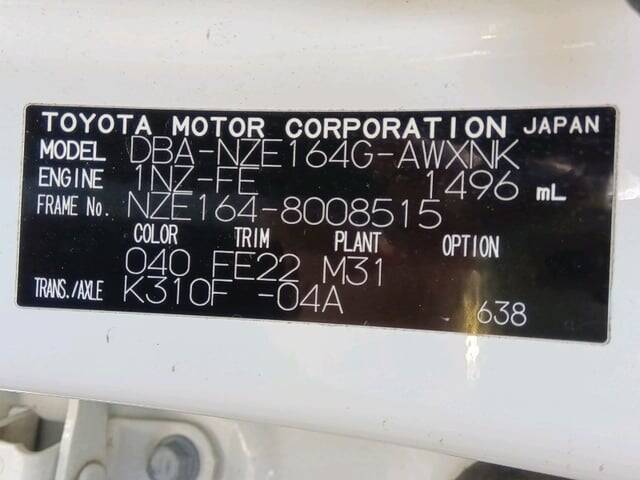 TOYOTA MOTOR CORPORATION JAPAN
MODEL DBA-NZE164G-AWXNK
ENGINE 1NZ-FE 1496 mL
FRAME No. NZE164-8008515
COLOR TRIM PLANT OPTION
040 FE22 M31
TRANS./AXLE K310F -04A 638